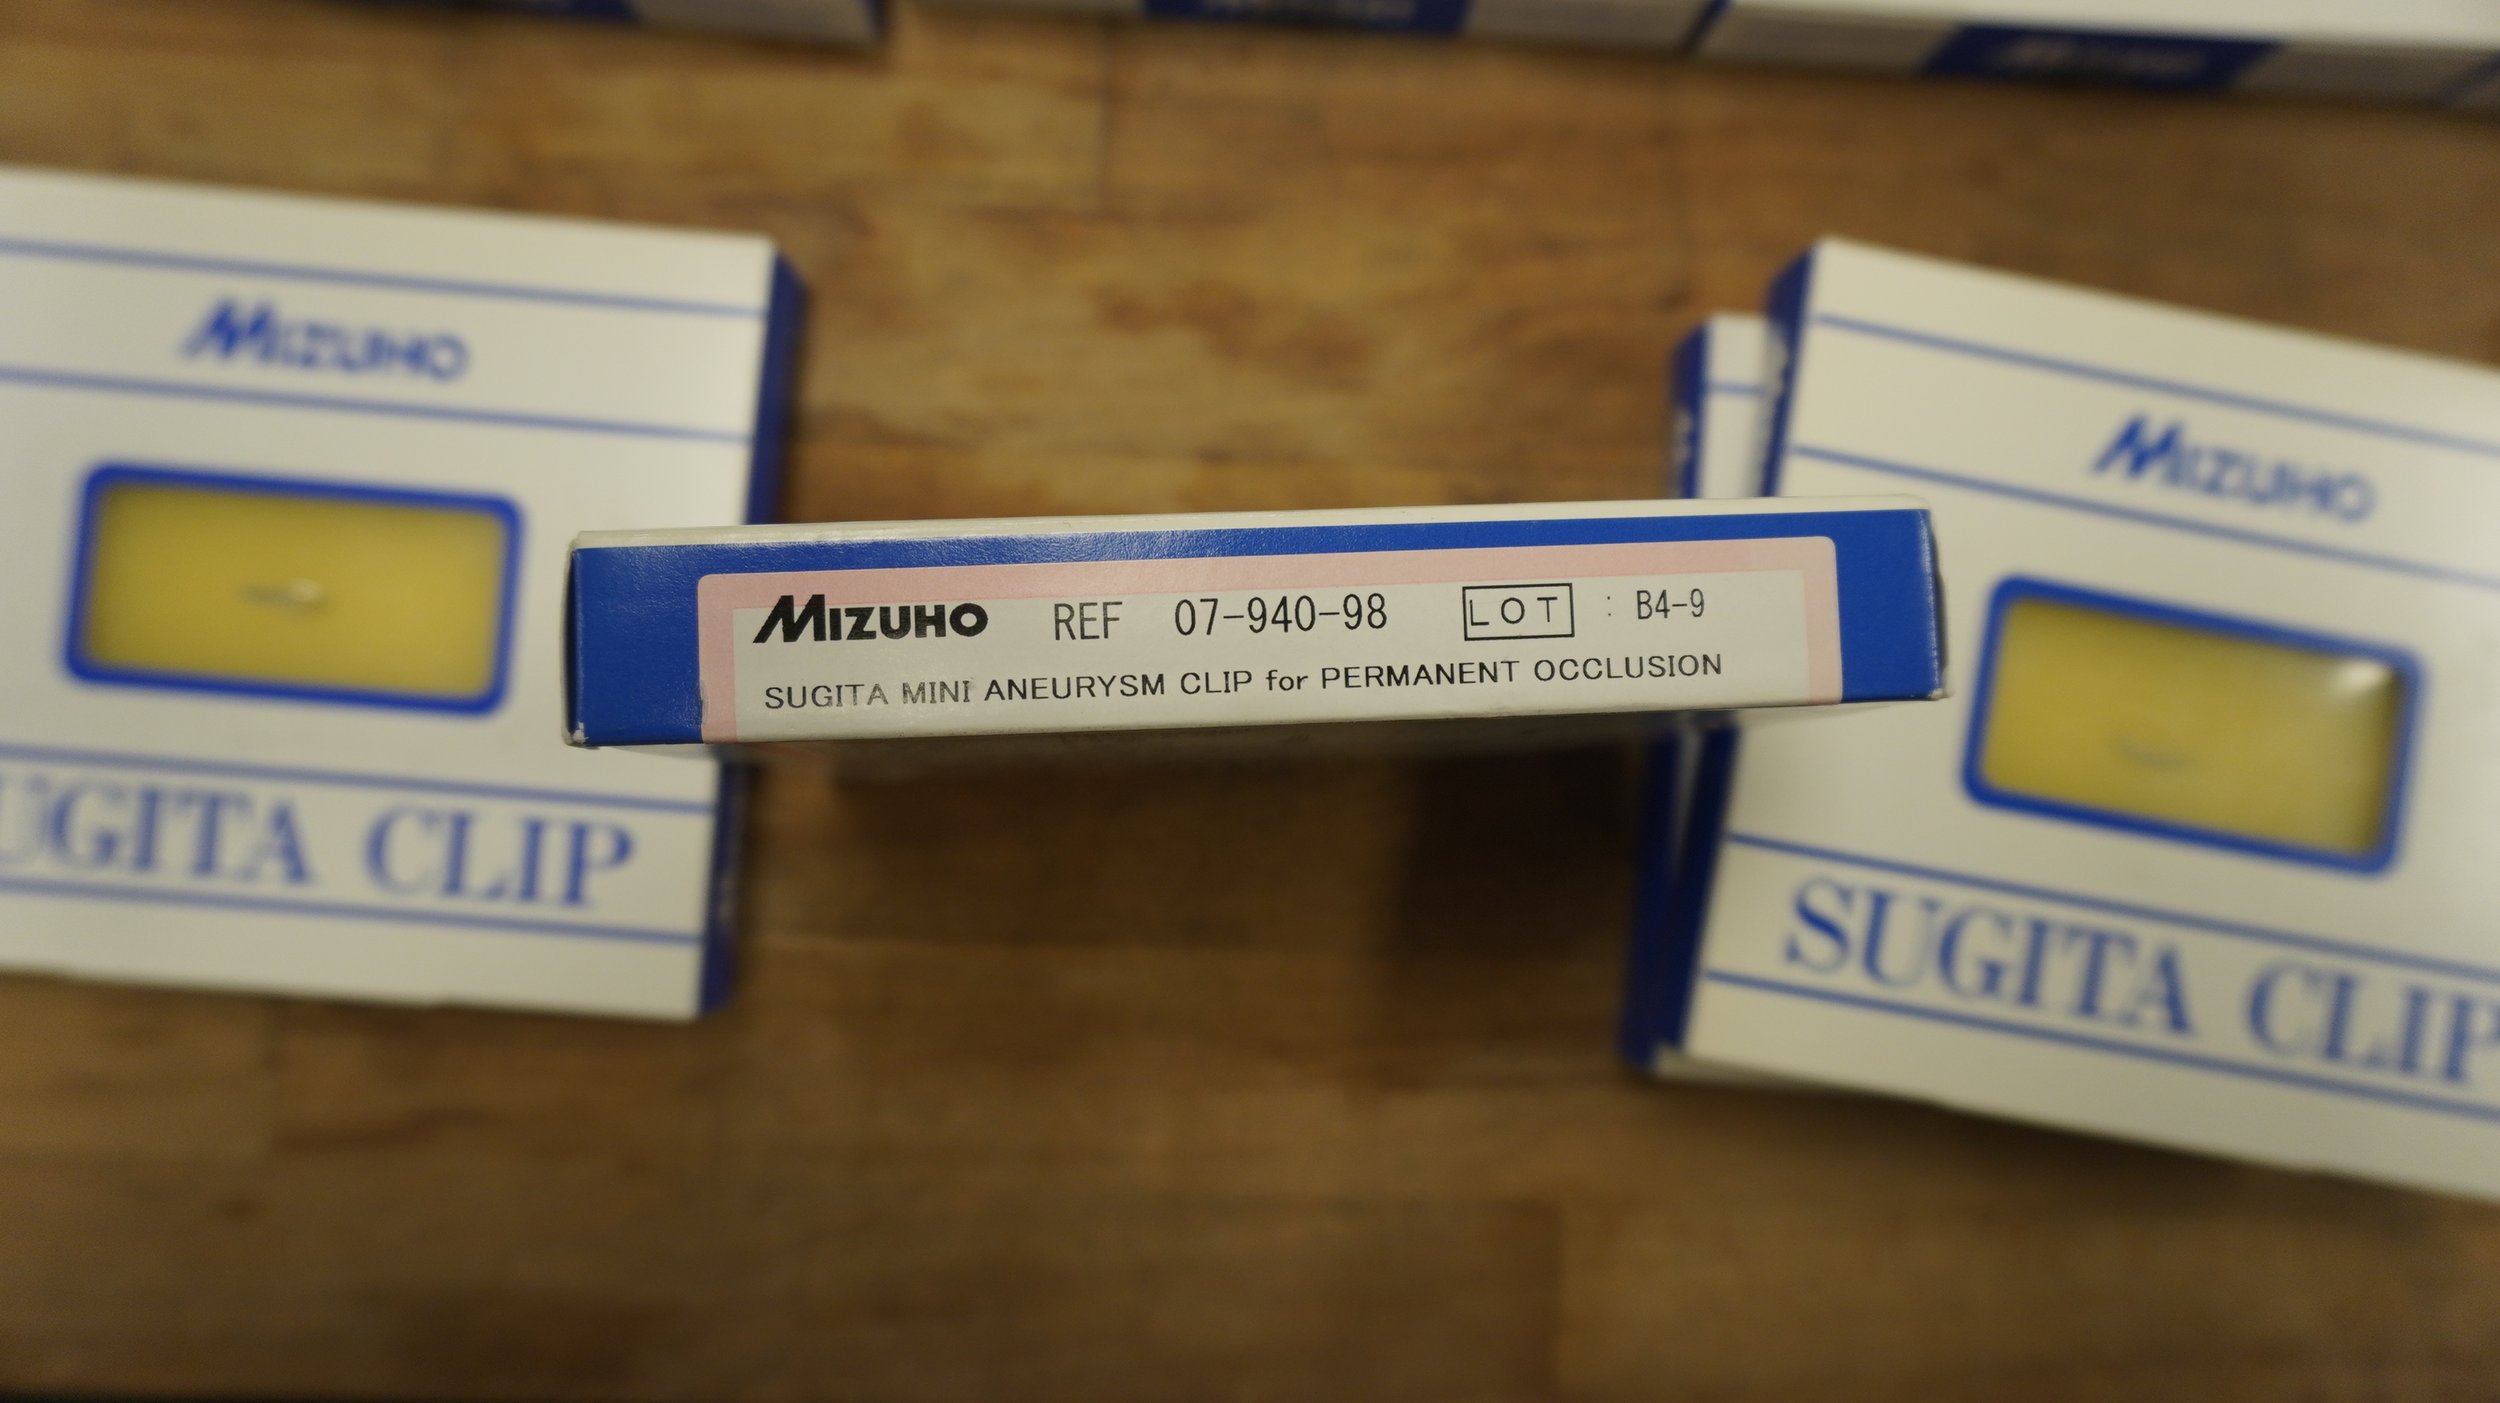 MIZUHO
MIZUHO
MIZUHO REF 07-940-98 LOT : B4-9
SUGITA MINI ANEURYSM CLIP for PERMANENT OCCLUSION
UGITA CLIP
SUGITA CLIP